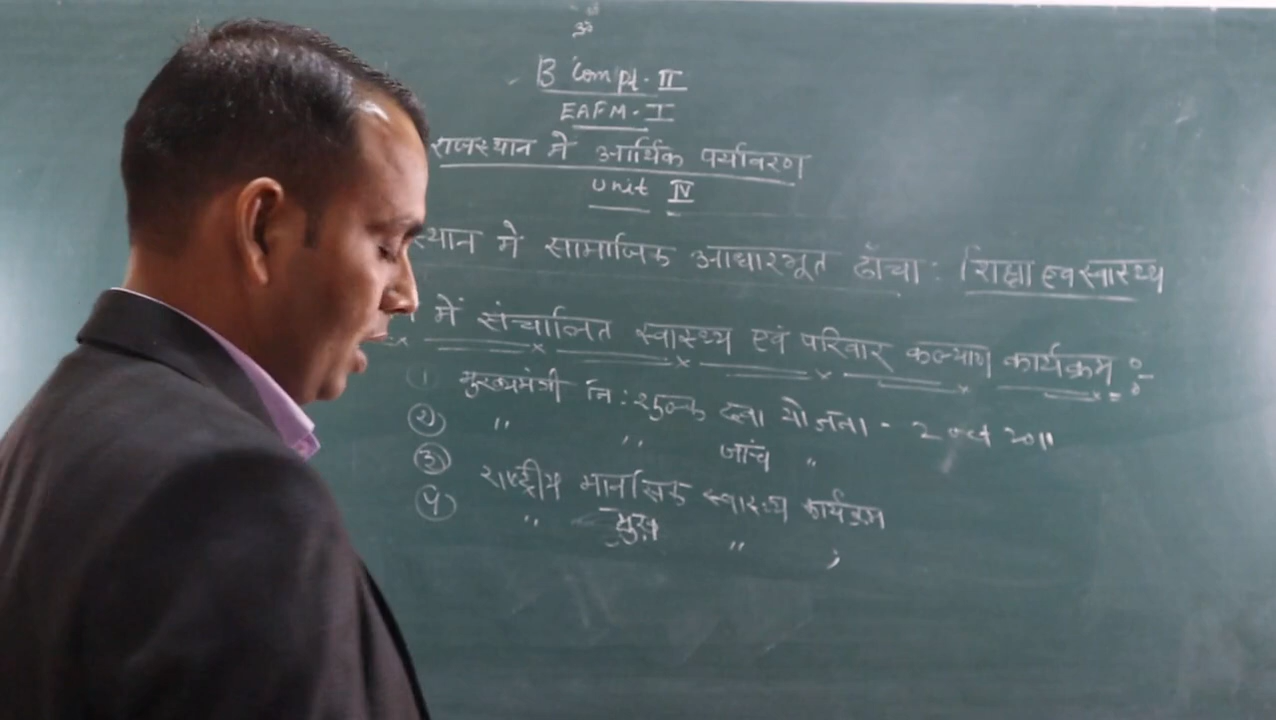 ॐ
B Com pt. II
EAFM - I
राजस्थान में आर्थिक पर्यावरण
Unit IV
स्थान में सामाजिक आधारभूत ढाँचा : शिक्षा एवं स्वास्थ्य
में संचालित स्वास्थ्य एवं परिवार कल्याण कार्यक्रम :-
① मुख्यमंत्री नि:शुल्क दवा योजना - 2 oct 2011
② " " जांच "
③ राष्ट्रीय मानसिक स्वास्थ्य कार्यक्रम
④ " मुख " "